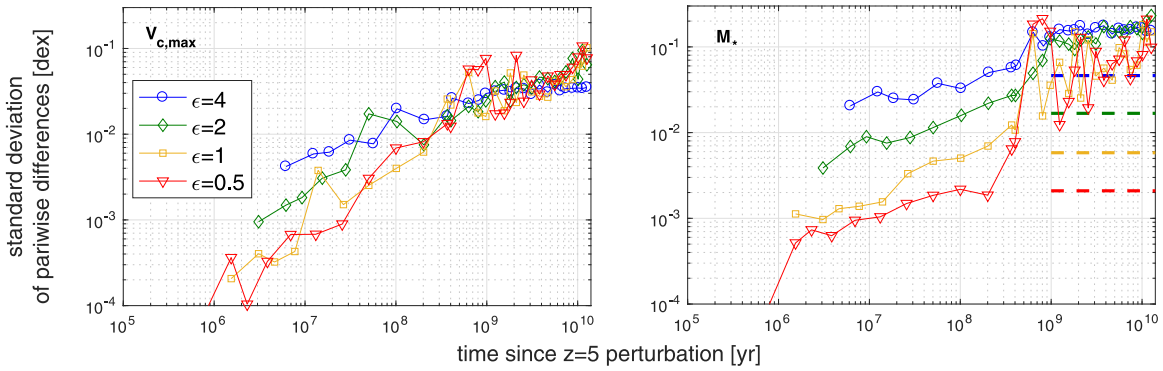 standard deviation
of pariwise differences [dex]
V_c,max
ϵ=4
ϵ=2
ϵ=1
ϵ=0.5
10^-1
10^-2
10^-3
10^-4
10^5 10^6 10^7 10^8 10^9 10^10
M_*
10^-1
10^-2
10^-3
10^-4
10^5 10^6 10^7 10^8 10^9 10^10
time since z=5 perturbation [yr]